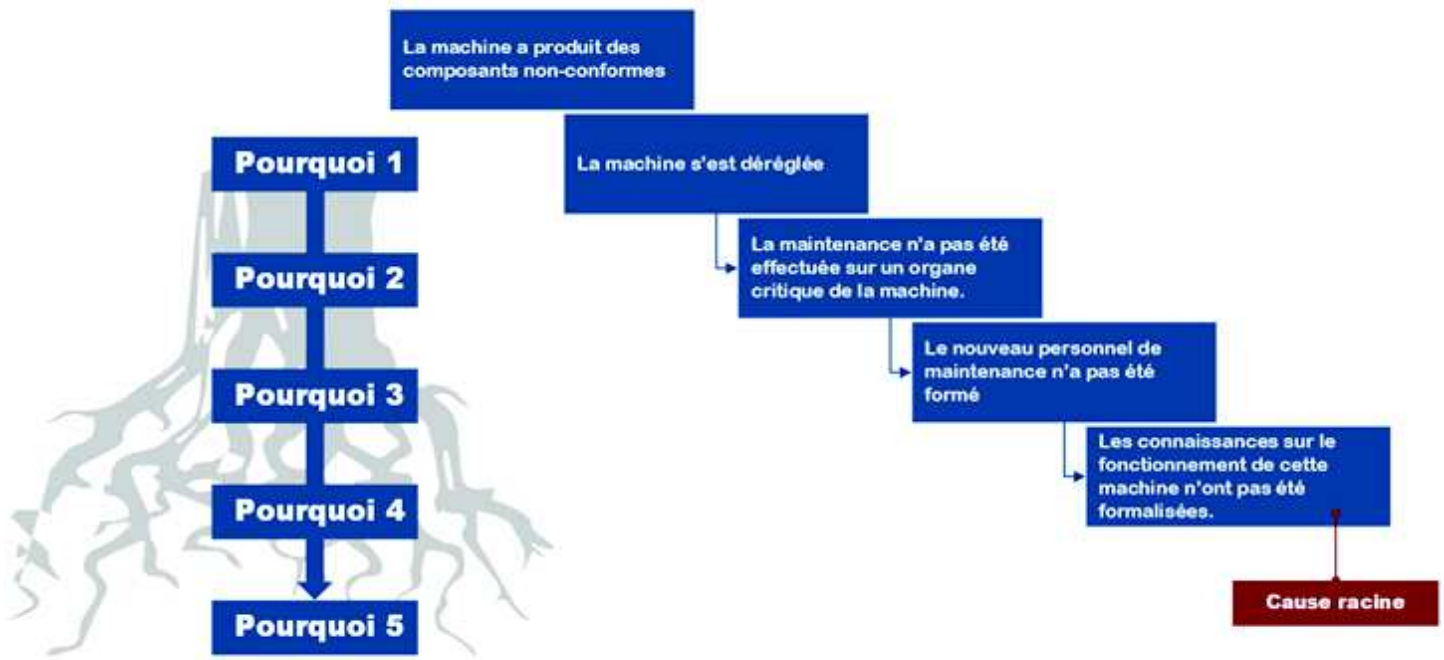 La machine a produit des
composants non-conformes
Pourquoi 1
La machine s'est déréglée
Pourquoi 2
La maintenance n'a pas été
effectuée sur un organe
critique de la machine.
Pourquoi 3
Le nouveau personnel de
maintenance n'a pas été
formé
Pourquoi 4
Les connaissances sur le
fonctionnement de cette
machine n'ont pas été
formalisées.
Pourquoi 5
Cause racine